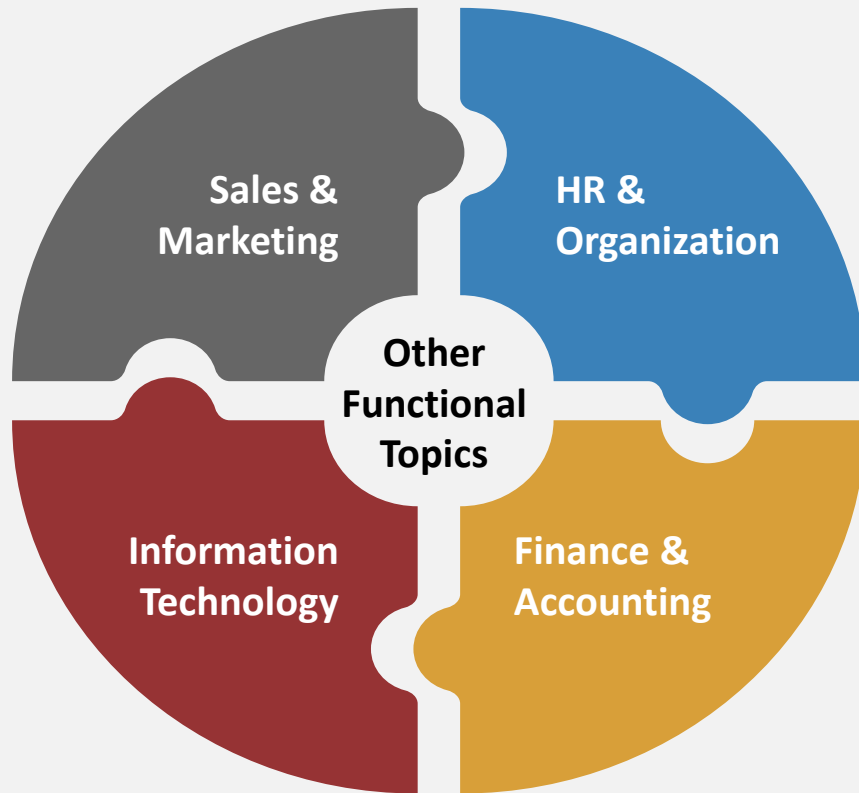 Sales &
Marketing
HR &
Organization
Other
Functional
Topics
Information
Technology
Finance &
Accounting